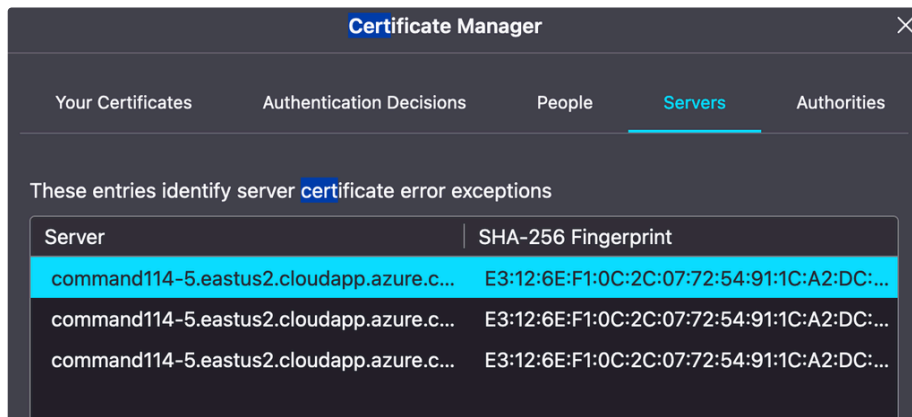 Certificate Manager
Your Certificates Authentication Decisions People Servers Authorities
These entries identify server certificate error exceptions
Server SHA-256 Fingerprint
command114-5.eastus2.cloudapp.azure.c... E3:12:6E:F1:0C:2C:07:72:54:91:1C:A2:DC:...
command114-5.eastus2.cloudapp.azure.c... E3:12:6E:F1:0C:2C:07:72:54:91:1C:A2:DC:...
command114-5.eastus2.cloudapp.azure.c... E3:12:6E:F1:0C:2C:07:72:54:91:1C:A2:DC:...